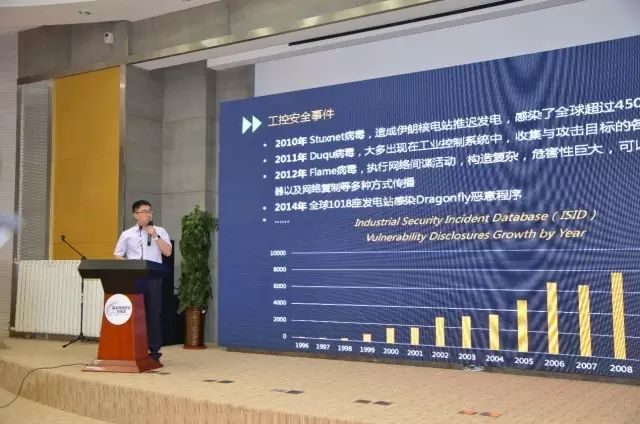 工控安全事件
2010年 Stuxnet病毒，造成伊朗核电站推迟发电，感染了全球超过450
2011年 Duqu病毒，大多出现在工业控制系统中，收集与攻击目标的各
2012年 Flame病毒，执行网络间谍活动，构造复杂，危害性巨大，可以
器以及网络复制等多种方式传播
2014年 全球1018座发电站感染Dragonfly恶意程序
......
Industrial Security Incident Database (ISID)
Vulnerability Disclosures Growth by Year
10000
8000
6000
4000
2000
0
1996 1997 1998 1999 2000 2001 2002 2003 2004 2005 2006 2007 2008